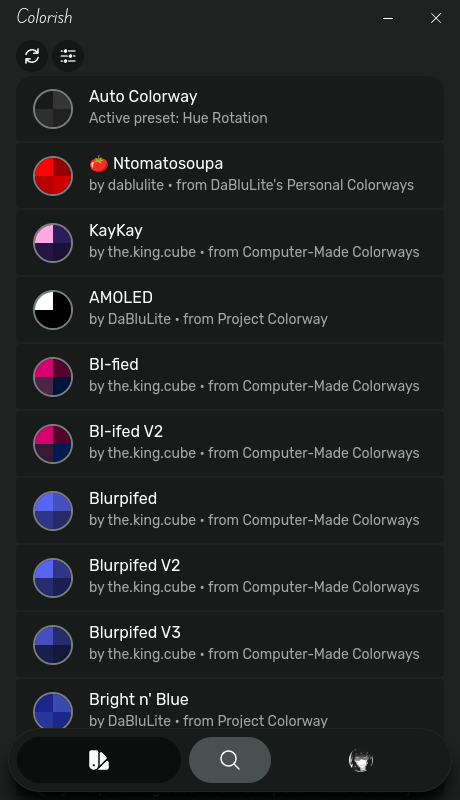 Colorish
Auto Colorway
Active preset: Hue Rotation
🍅 Ntomatosoupa
by dablulite • from DaBluLite's Personal Colorways
KayKay
by the.king.cube • from Computer-Made Colorways
AMOLED
by DaBluLite • from Project Colorway
BI-fied
by the.king.cube • from Computer-Made Colorways
BI-ifed V2
by the.king.cube • from Computer-Made Colorways
Blurpifed
by the.king.cube • from Computer-Made Colorways
Blurpifed V2
by the.king.cube • from Computer-Made Colorways
Blurpifed V3
by the.king.cube • from Computer-Made Colorways
Bright n' Blue
by DaBluLite • from Project Colorway